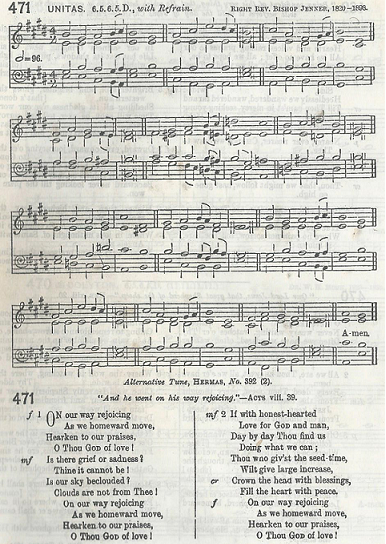 471 UNITAS. 6.5.6.5.D., with Refrain. RIGHT REV. BISHOP JENNER, 1820–1898.
=96.
A-men.
Alternative Tune, HERMAS, No. 392 (2).
471 "And he went on his way rejoicing."—ACTS viii. 39.
f 1 ON our way rejoicing
As we homeward move,
Hearken to our praises,
O Thou GOD of love!
mf Is there grief or sadness?
Thine it cannot be!
Is our sky beclouded?
Clouds are not from Thee!
On our way rejoicing
As we homeward move,
Hearken to our praises,
O Thou GOD of love!
mf 2 If with honest-hearted
Love for GOD and man,
Day by day Thou find us
Doing what we can;
Thou who giv'st the seed-time,
Wilt give large increase,
cr Crown the head with blessings,
Fill the heart with peace.
f On our way rejoicing
As we homeward move,
Hearken to our praises,
O Thou GOD of love!